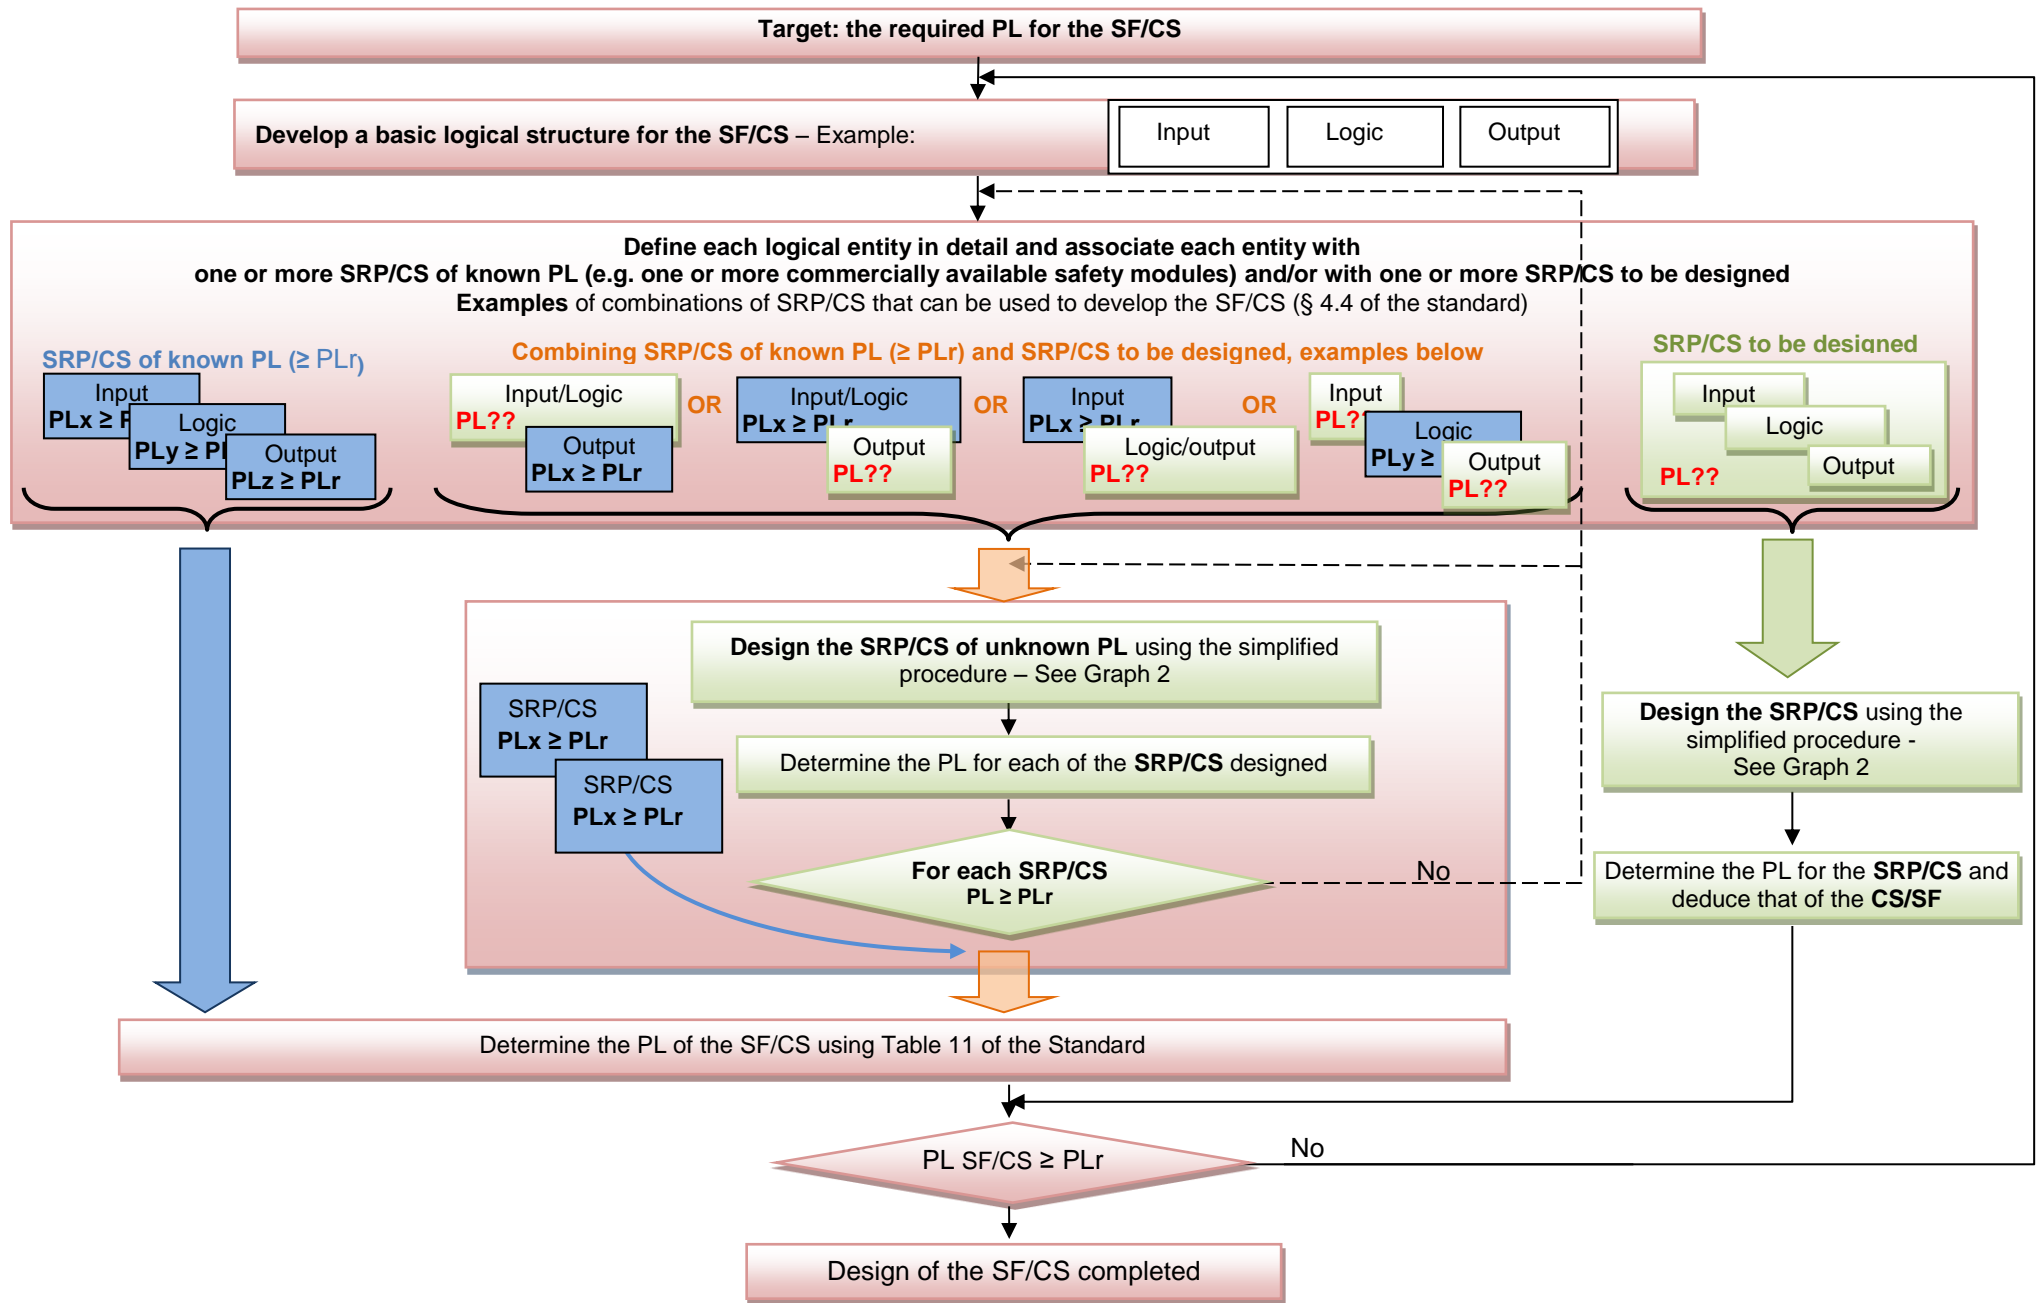 Target: the required PL for the SF/CS
Develop a basic logical structure for the SF/CS – Example:
Input
Logic
Output
Define each logical entity in detail and associate each entity with
one or more SRP/CS of known PL (e.g. one or more commercially available safety modules) and/or with one or more SRP/CS to be designed
Examples of combinations of SRP/CS that can be used to develop the SF/CS (§ 4.4 of the standard)
SRP/CS of known PL (≥ PLr)
Input
PLx ≥
Logic
PLy ≥
Output
PLz ≥ PLr
Combining SRP/CS of known PL (≥ PLr) and SRP/CS to be designed, examples below
Input/Logic
PL??
Output
PLx ≥ PLr
OR
Input/Logic
PLx ≥ PLr
Output
PL??
OR
Input
PLx ≥ PLr
Logic/output
PL??
OR
Input
PL??
Logic
PLy ≥
Output
PL??
SRP/CS to be designed
Input
Logic
Output
PL??
Design the SRP/CS of unknown PL using the simplified
procedure – See Graph 2
SRP/CS
PLx ≥ PLr
SRP/CS
PLx ≥ PLr
Determine the PL for each of the SRP/CS designed
For each SRP/CS
PL ≥ PLr
No
Design the SRP/CS using the
simplified procedure -
See Graph 2
Determine the PL for the SRP/CS and
deduce that of the CS/SF
Determine the PL of the SF/CS using Table 11 of the Standard
PL SF/CS ≥ PLr
No
Design of the SF/CS completed